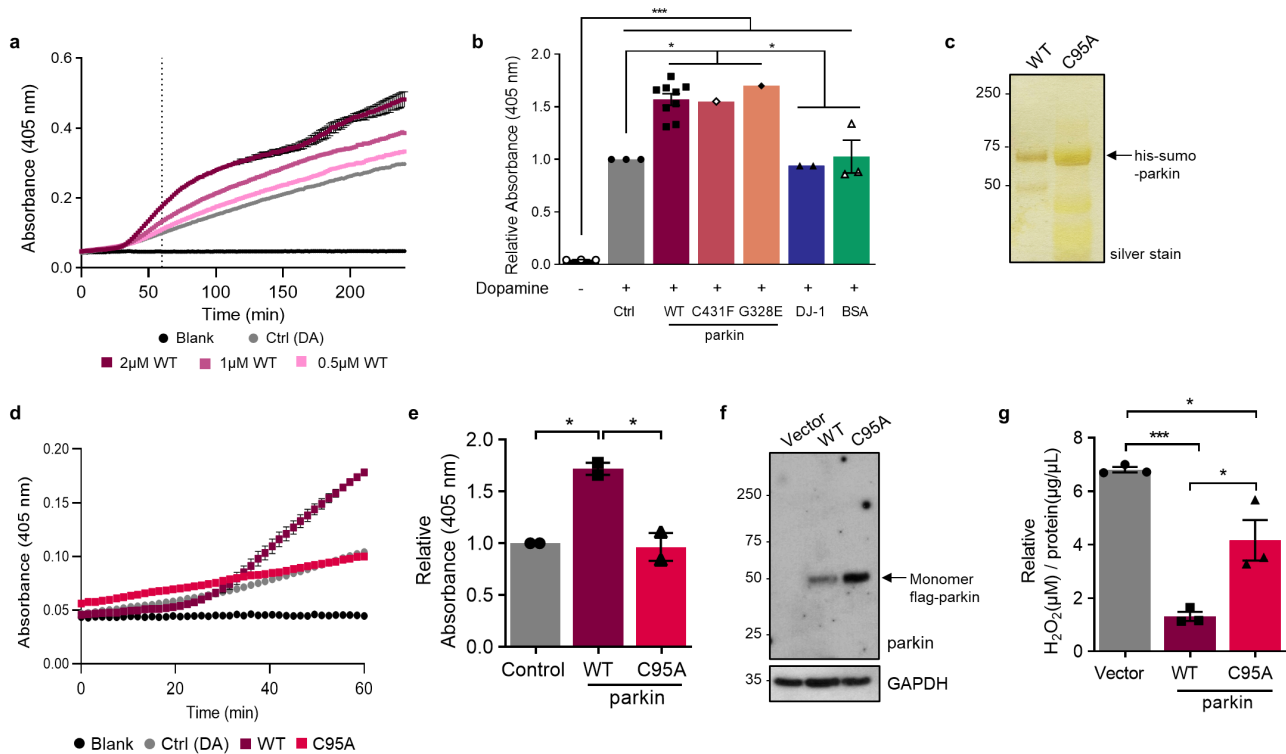 a
Absorbance (405 nm)
0.6
0.4
0.2
0.0
0 50 100 150 200
Time (min)
Blank Ctrl (DA)
2μM WT 1μM WT 0.5μM WT
b
Relative Absorbance (405 nm)
***
* *
2.0
1.5
1.0
0.5
0.0
Dopamine - + + + + + +
Ctrl WT C431F G328E DJ-1 BSA
parkin
c
WT C95A
250
75
50
his-sumo
-parkin
silver stain
d
Absorbance (405 nm)
0.20
0.15
0.10
0.05
0.00
0 20 40 60
Time (min)
Blank Ctrl (DA) WT C95A
e
Relative
Absorbance (405 nm)
* *
2.0
1.5
1.0
0.5
0.0
Control WT C95A
parkin
f
Vector WT C95A
250
75
50
25
Monomer
flag-parkin
parkin
35
GAPDH
g
Relative
H₂O₂(μM) / protein(μg/μL)
*
***
*
8
6
4
2
0
Vector WT C95A
parkin